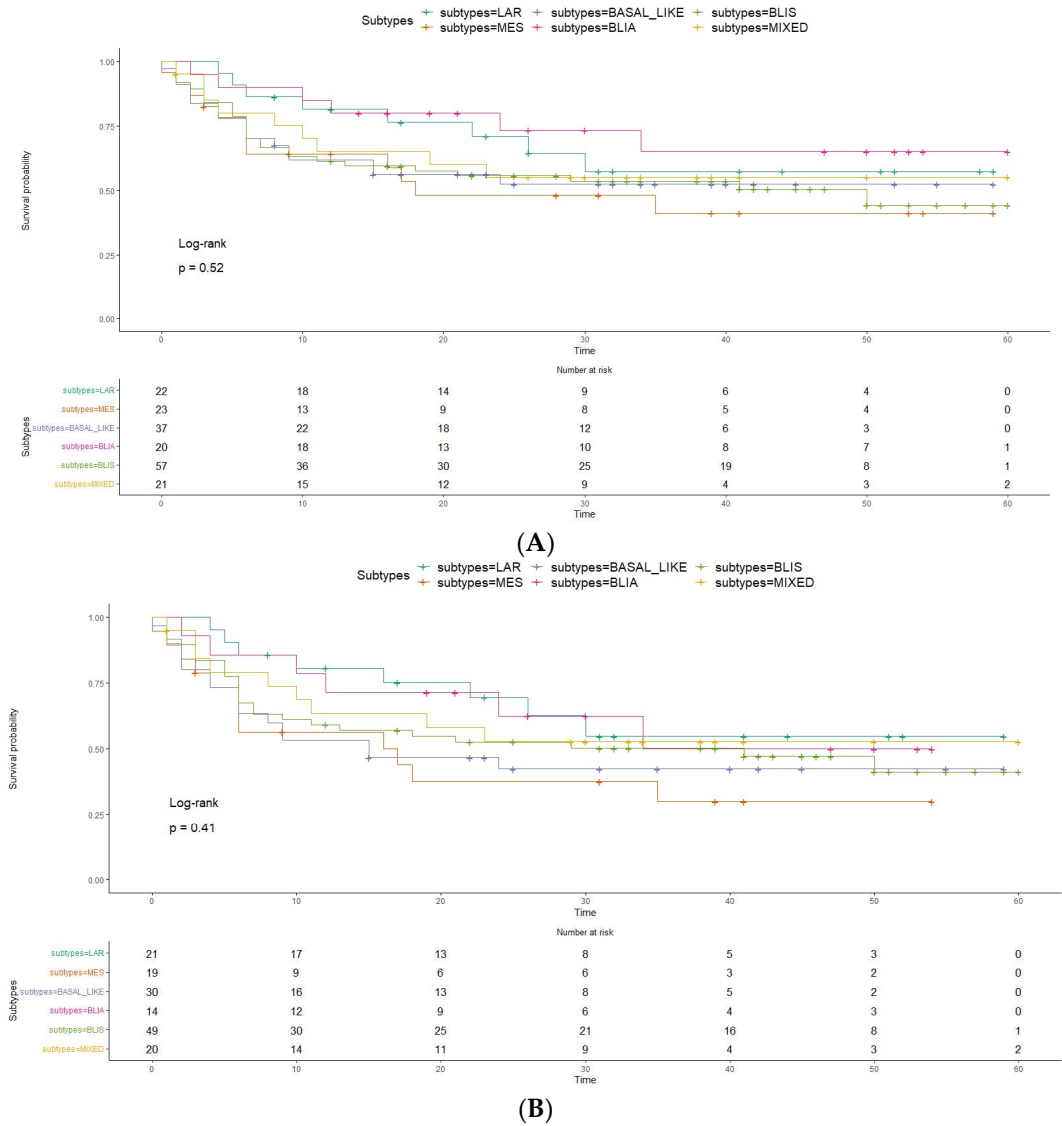 Subtypes
subtypes=LAR subtypes=BASAL_LIKE subtypes=BLIS
subtypes=MES subtypes=BLIA subtypes=MIXED
1.00
0.75
0.50
0.25
0.00
Survival probability
Log-rank
p = 0.52
0 10 20 30 40 50 60
Time
Number at risk
Subtypes
subtypes=LAR 22 18 14 9 6 4 0
subtypes=MES 23 13 9 8 5 4 0
subtypes=BASAL_LIKE 37 22 18 12 6 3 0
subtypes=BLIA 20 18 13 10 8 7 1
subtypes=BLIS 57 36 30 25 19 8 1
subtypes=MIXED 21 15 12 9 4 3 2
0 10 20 30 40 50 60
Time
(A)
Subtypes
subtypes=LAR subtypes=BASAL_LIKE subtypes=BLIS
subtypes=MES subtypes=BLIA subtypes=MIXED
1.00
0.75
0.50
0.25
0.00
Survival probability
Log-rank
p = 0.41
0 10 20 30 40 50 60
Time
Number at risk
Subtypes
subtypes=LAR 21 17 13 8 5 3 0
subtypes=MES 19 9 6 6 3 2 0
subtypes=BASAL_LIKE 30 16 13 8 5 2 0
subtypes=BLIA 14 12 9 6 4 3 0
subtypes=BLIS 49 30 25 21 16 8 1
subtypes=MIXED 20 14 11 9 4 3 2
0 10 20 30 40 50 60
Time
(B)